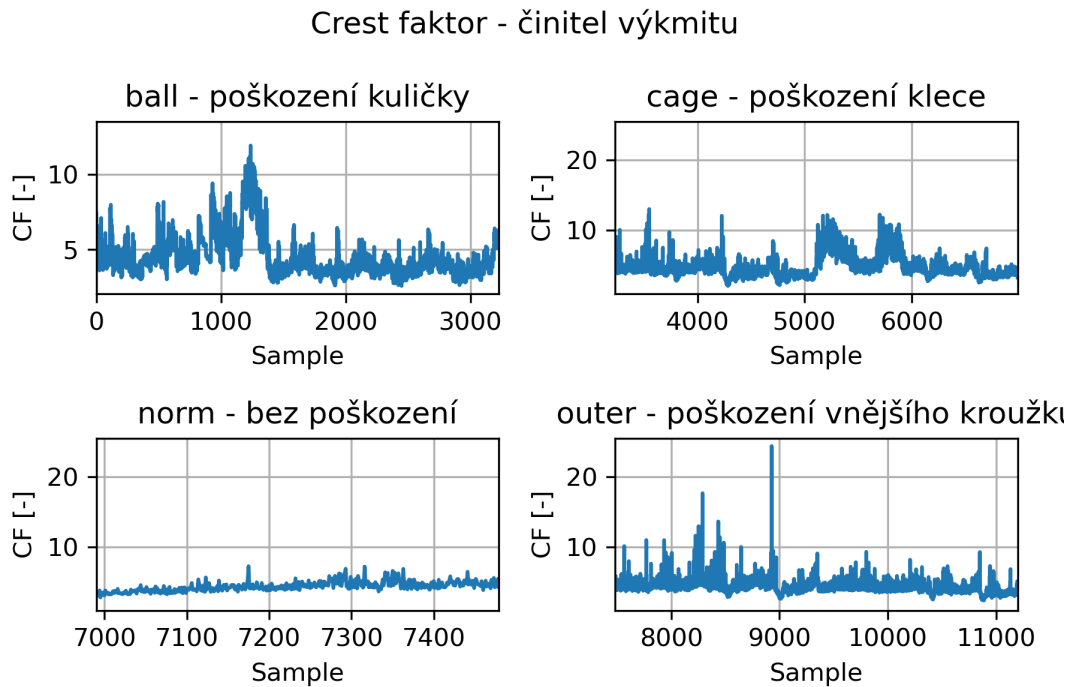 Crest faktor - činitel výkmitu
ball - poškození kuličky
CF [-]
10
5
0 1000 2000 3000
Sample
cage - poškození klece
CF [-]
20
10
4000 5000 6000
Sample
norm - bez poškození
CF [-]
20
10
7000 7100 7200 7300 7400
Sample
outer - poškození vnějšího kroužku
CF [-]
20
10
8000 9000 10000 11000
Sample